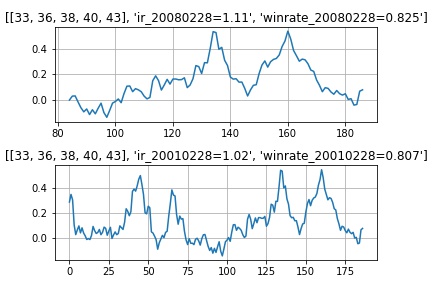 [[33, 36, 38, 40, 43], 'ir_20080228=1.11', 'winrate_20080228=0.825']
0.4
0.2
0.0
80 100 120 140 160 180
[[33, 36, 38, 40, 43], 'ir_20010228=1.02', 'winrate_20010228=0.807']
0.4
0.2
0.0
0 25 50 75 100 125 150 175